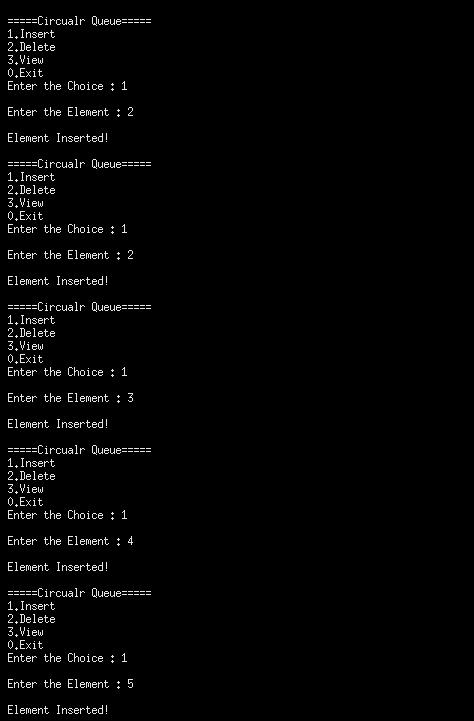 =====Circualr Queue=====
1.Insert
2.Delete
3.View
0.Exit
Enter the Choice : 1
Enter the Element : 2
Element Inserted!
=====Circualr Queue=====
1.Insert
2.Delete
3.View
0.Exit
Enter the Choice : 1
Enter the Element : 2
Element Inserted!
=====Circualr Queue=====
1.Insert
2.Delete
3.View
0.Exit
Enter the Choice : 1
Enter the Element : 3
Element Inserted!
=====Circualr Queue=====
1.Insert
2.Delete
3.View
0.Exit
Enter the Choice : 1
Enter the Element : 4
Element Inserted!
=====Circualr Queue=====
1.Insert
2.Delete
3.View
0.Exit
Enter the Choice : 1
Enter the Element : 5
Element Inserted!